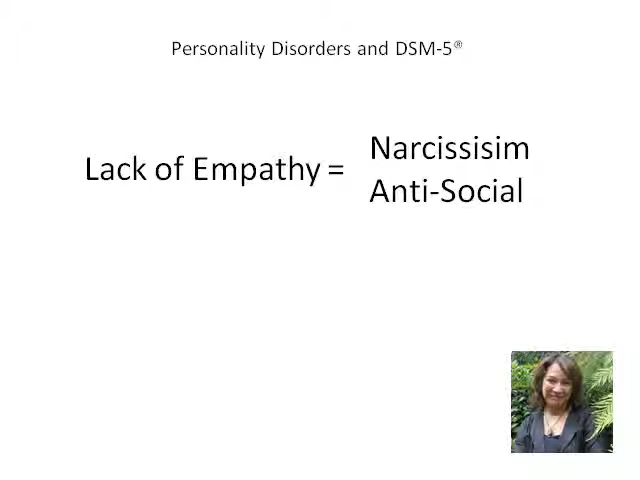 Personality Disorders and DSM-5®
Lack of Empathy =
Narcissisim
Anti-Social